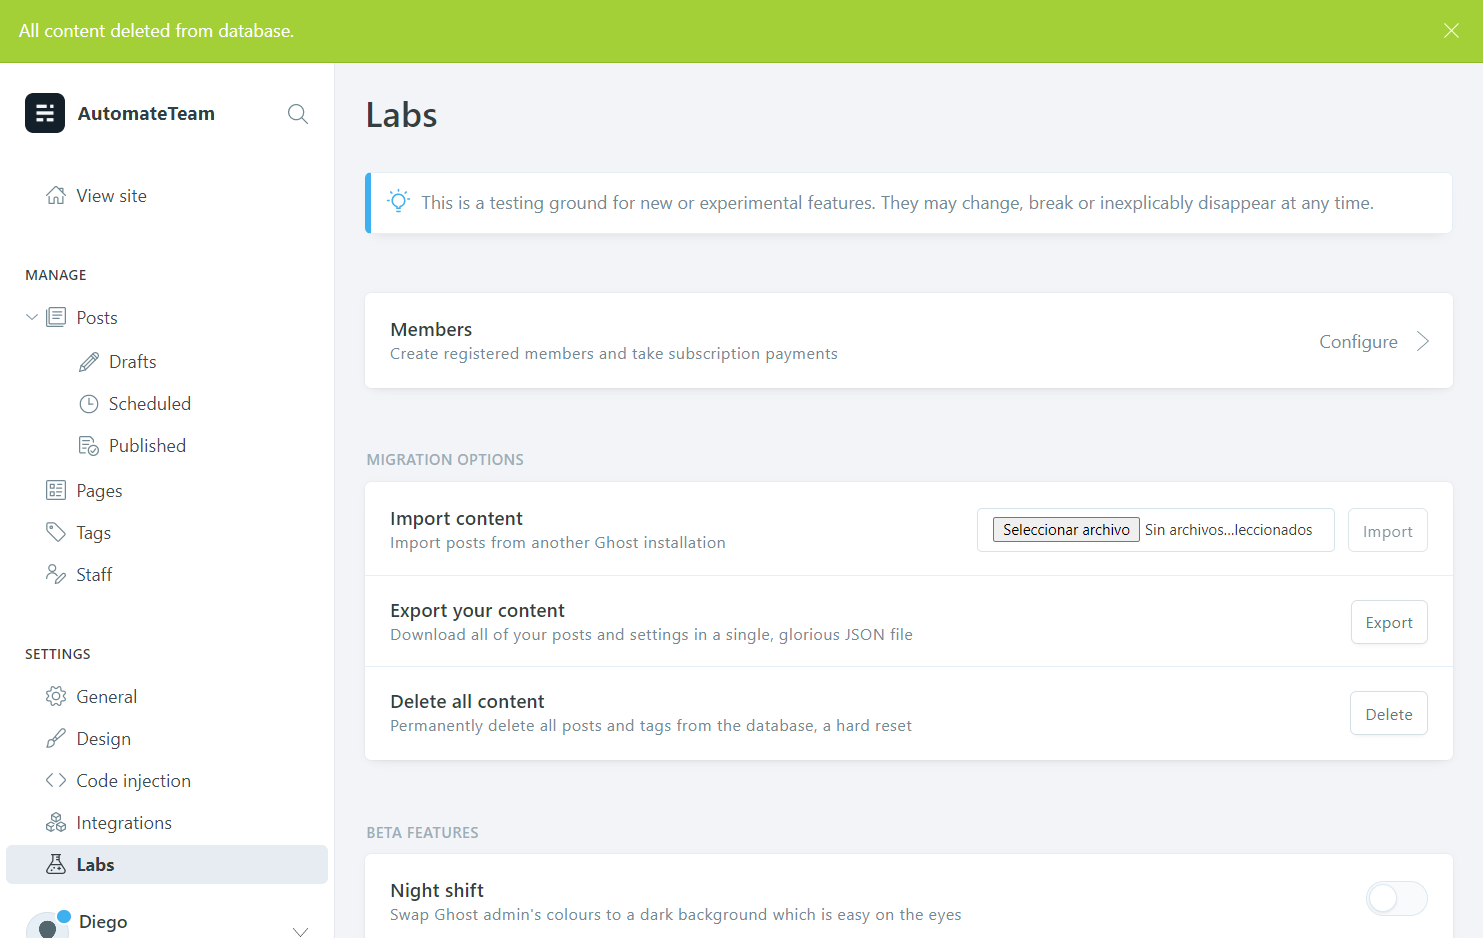 All content deleted from database.
AutomateTeam
View site
MANAGE
Posts
Drafts
Scheduled
Published
Pages
Tags
Staff
SETTINGS
General
Design
Code injection
Integrations
Labs
Diego
Labs
This is a testing ground for new or experimental features. They may change, break or inexplicably disappear at any time.
Members
Create registered members and take subscription payments
Configure
MIGRATION OPTIONS
Import content
Import posts from another Ghost installation
Seleccionar archivo Sin archivos...leccionados
Import
Export your content
Download all of your posts and settings in a single, glorious JSON file
Export
Delete all content
Permanently delete all posts and tags from the database, a hard reset
Delete
BETA FEATURES
Night shift
Swap Ghost admin's colours to a dark background which is easy on the eyes